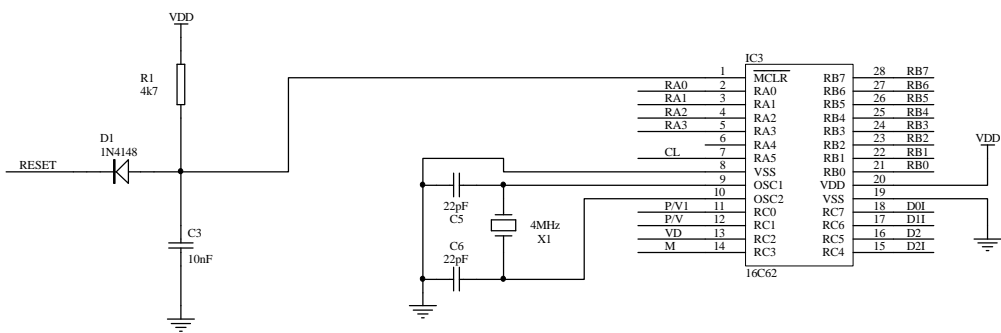 VDD
R1
4k7
D1
1N4148
RESET
C3
10nF
22pF
C5
C6
22pF
4MHz
X1
IC3
1 MCLR RB7 28 RB7
RA0 2 RA0 RB6 27 RB6
RA1 3 RA1 RB5 26 RB5
RA2 4 RA2 RB4 25 RB4
RA3 5 RA3 RB3 24 RB3
6 RA4 RB2 23 RB2
CL 7 RA5 RB1 22 RB1
8 VSS RB0 21 RB0
9 OSC1 VDD 20
10 OSC2 VSS 19
P/V1 11 RC0 RC7 18 D0I
P/V 12 RC1 RC6 17 D1I
VD 13 RC2 RC5 16 D2
M 14 RC3 RC4 15 D2I
16C62
VDD